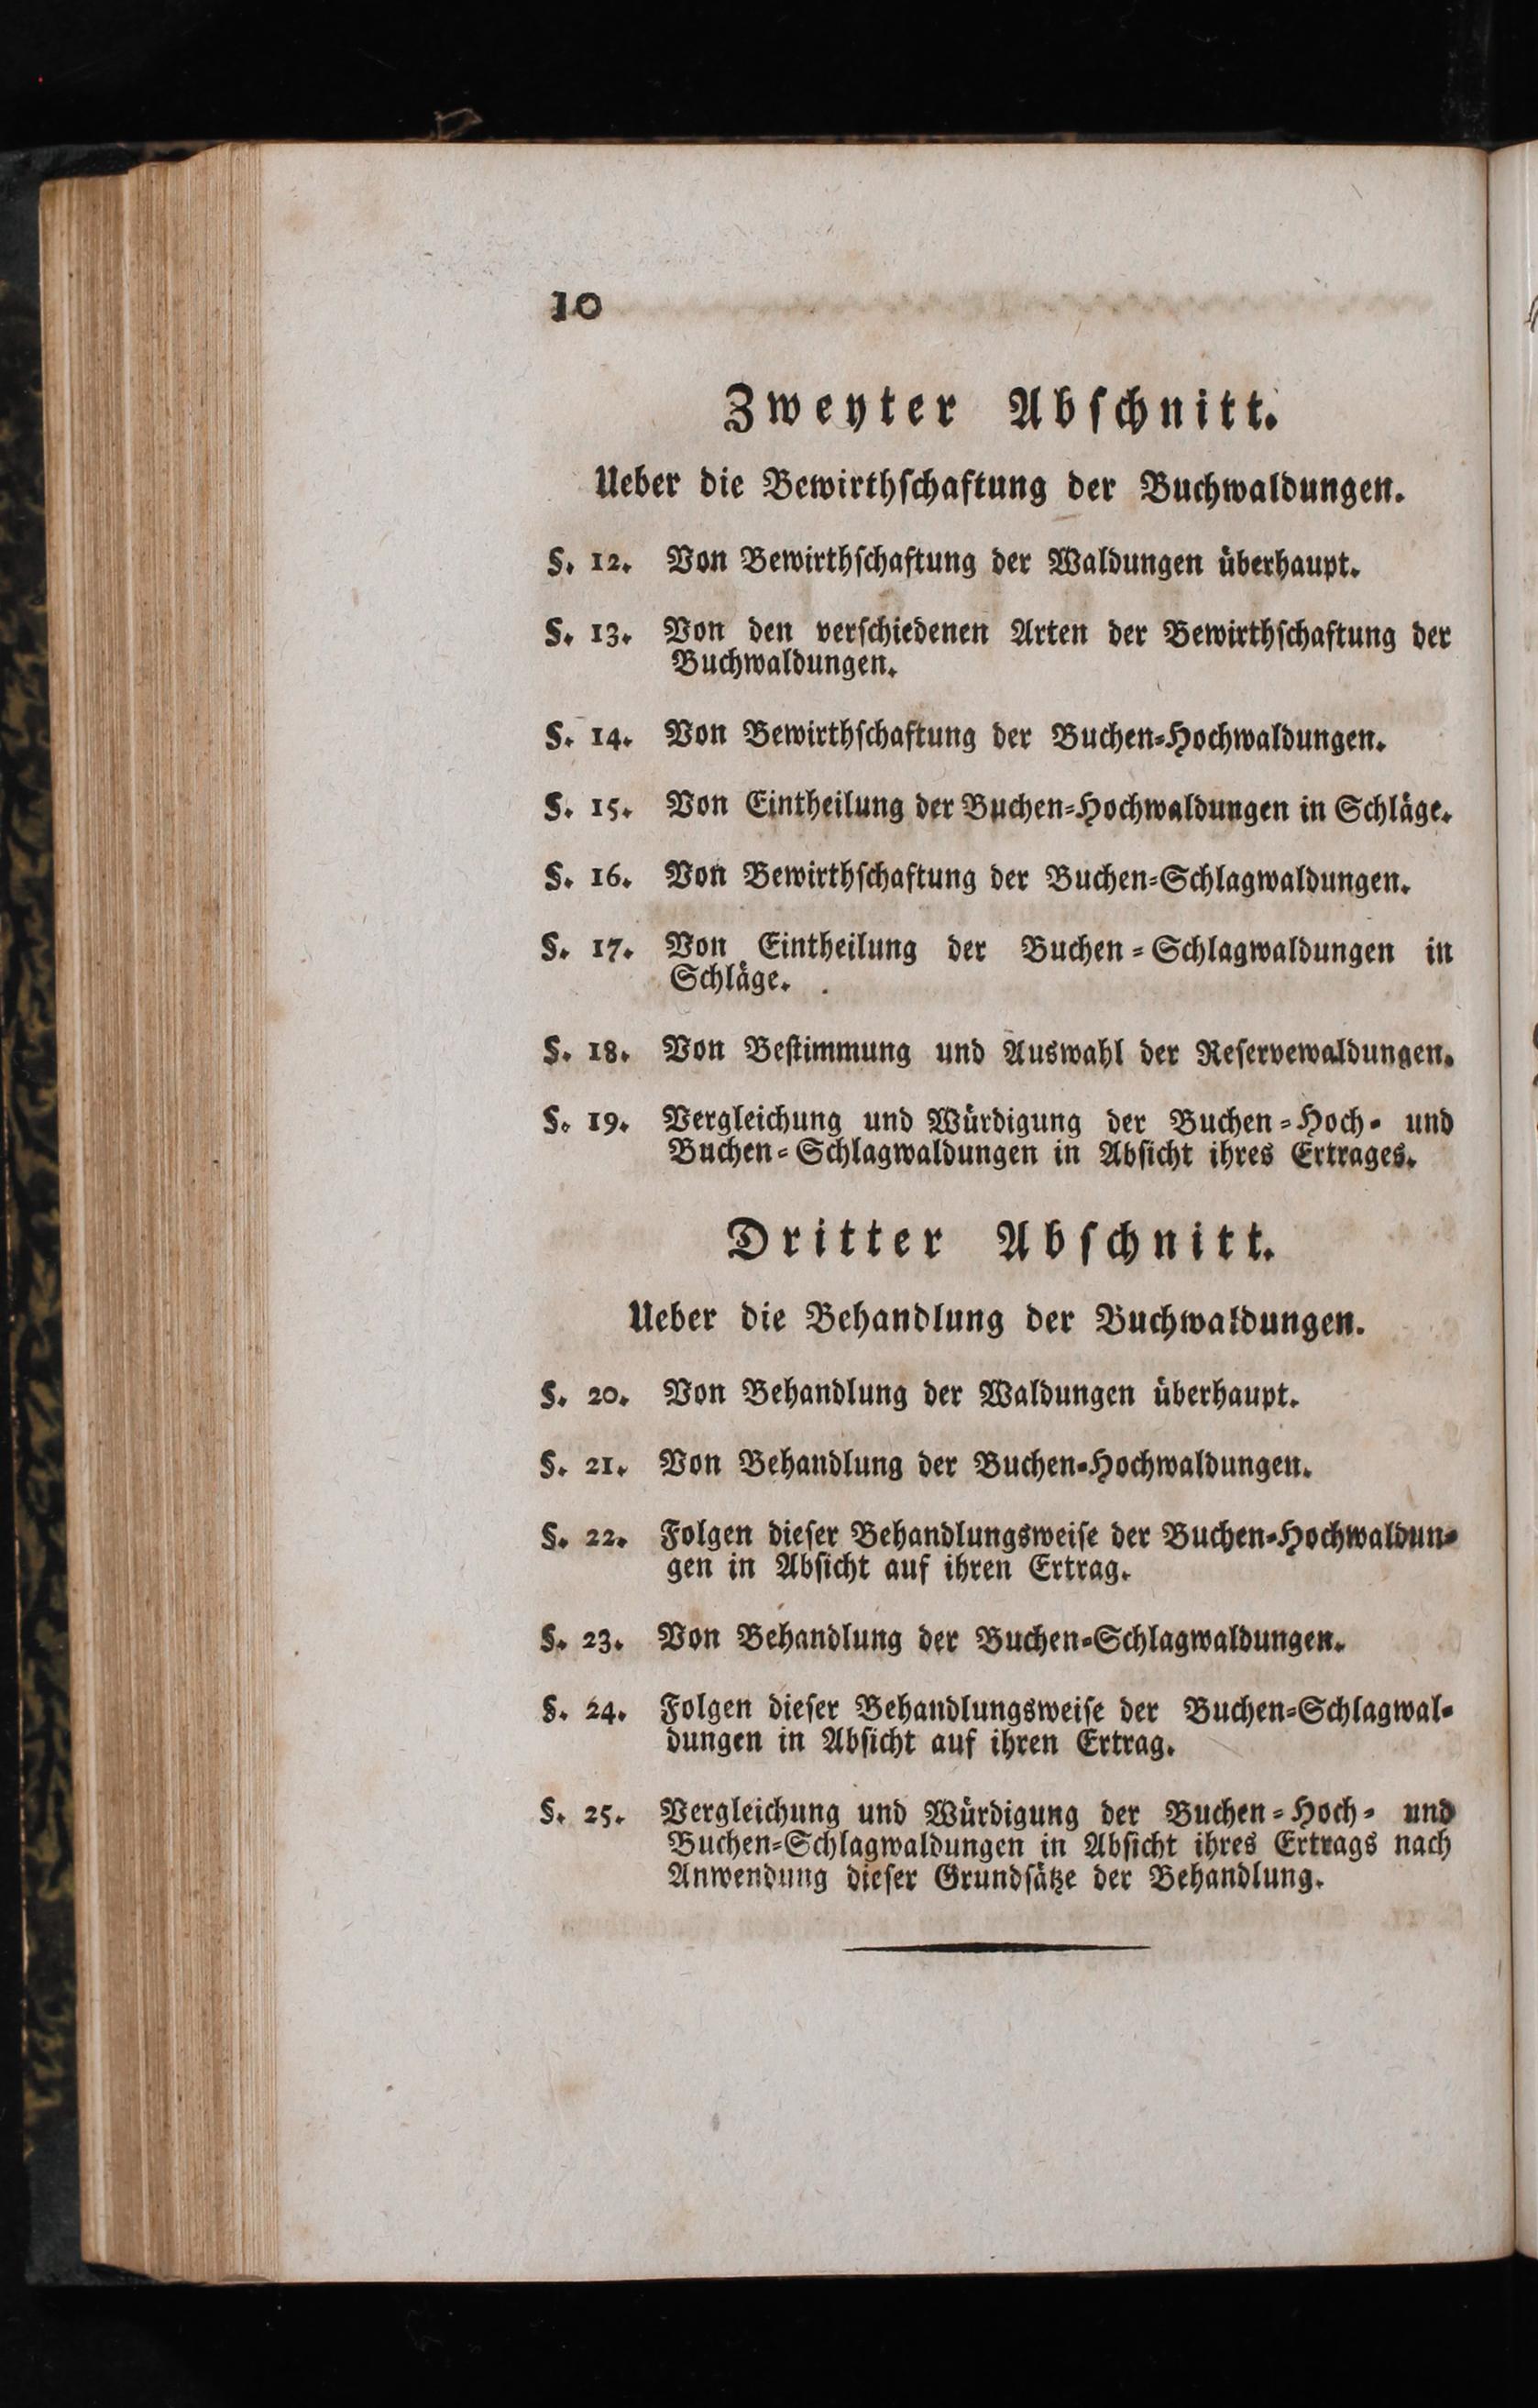 10
Zweyter Abſchnitt.
Ueber die Bewirthſchaftung der Buchwaldungen.
§. 12. Von Bewirthſchaftung der Waldungen überhaupt.
§. 13. Von den verſchiedenen Arten der Bewirthſchaftung der
Buchwaldungen.
§. 14. Von Bewirthſchaftung der Buchen-Hochwaldungen.
§. 15. Von Eintheilung der Buchen-Hochwaldungen in Schläge.
§. 16. Von Bewirthſchaftung der Buchen-Schlagwaldungen.
§. 17. Von Eintheilung der Buchen-Schlagwaldungen in
Schläge.
§. 18. Von Beſtimmung und Auswahl der Reſervewaldungen.
§. 19. Vergleichung und Würdigung der Buchen-Hoch- und
Buchen-Schlagwaldungen in Abſicht ihres Ertrages.
Dritter Abſchnitt.
Ueber die Behandlung der Buchwaldungen.
§. 20. Von Behandlung der Waldungen überhaupt.
§. 21. Von Behandlung der Buchen-Hochwaldungen.
§. 22. Folgen dieſer Behandlungsweiſe der Buchen-Hochwaldun-
gen in Abſicht auf ihren Ertrag.
§. 23. Von Behandlung der Buchen-Schlagwaldungen.
§. 24. Folgen dieſer Behandlungsweiſe der Buchen-Schlagwal-
dungen in Abſicht auf ihren Ertrag.
§. 25. Vergleichung und Würdigung der Buchen-Hoch- und
Buchen-Schlagwaldungen in Abſicht ihres Ertrags nach
Anwendung dieſer Grundſätze der Behandlung.